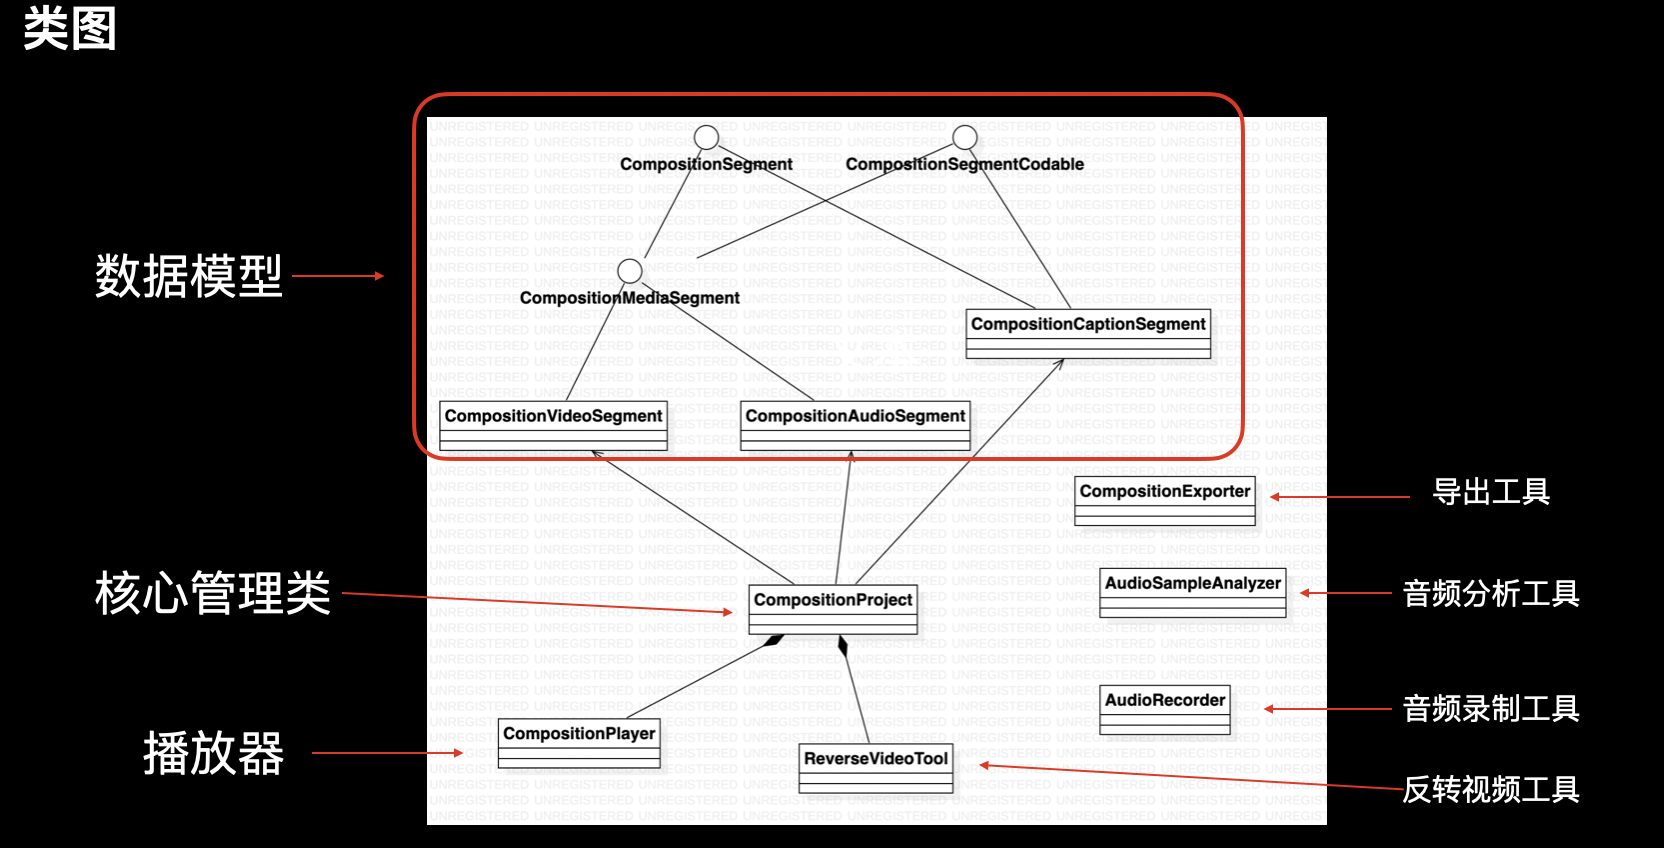 类图
CompositionSegment
CompositionSegmentCodable
数据模型
CompositionMediaSegment
CompositionCaptionSegment
CompositionVideoSegment
CompositionAudioSegment
CompositionExporter
导出工具
核心管理类
CompositionProject
AudioSampleAnalyzer
音频分析工具
AudioRecorder
音频录制工具
播放器
CompositionPlayer
ReverseVideoTool
反转视频工具
UNREGISTERED